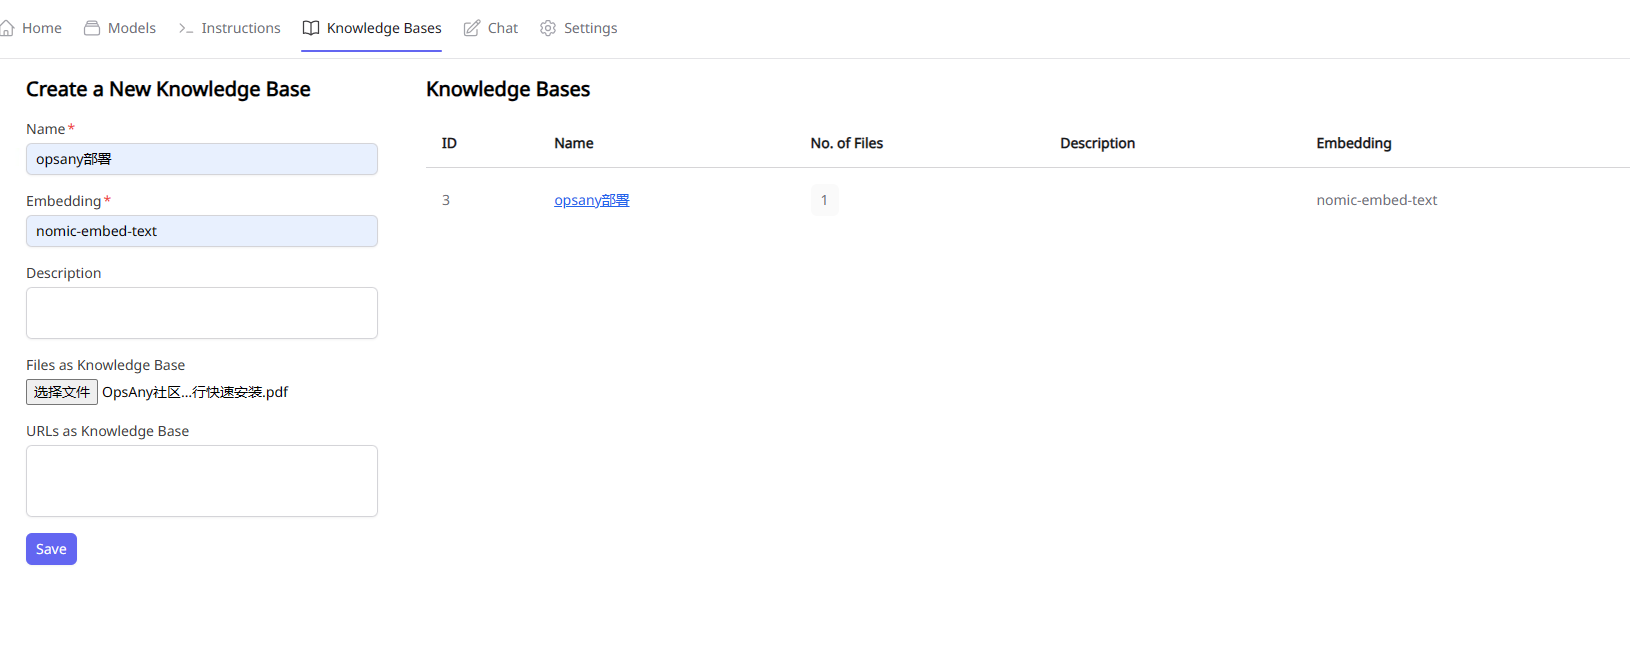 Home Models Instructions Knowledge Bases Chat Settings
Create a New Knowledge Base
Name*
opsany部署
Embedding*
nomic-embed-text
Description
Files as Knowledge Base
选择文件 OpsAny社区...行快速安装.pdf
URLs as Knowledge Base
Save
Knowledge Bases
ID Name No. of Files Description Embedding
3 opsany部署 1 nomic-embed-text